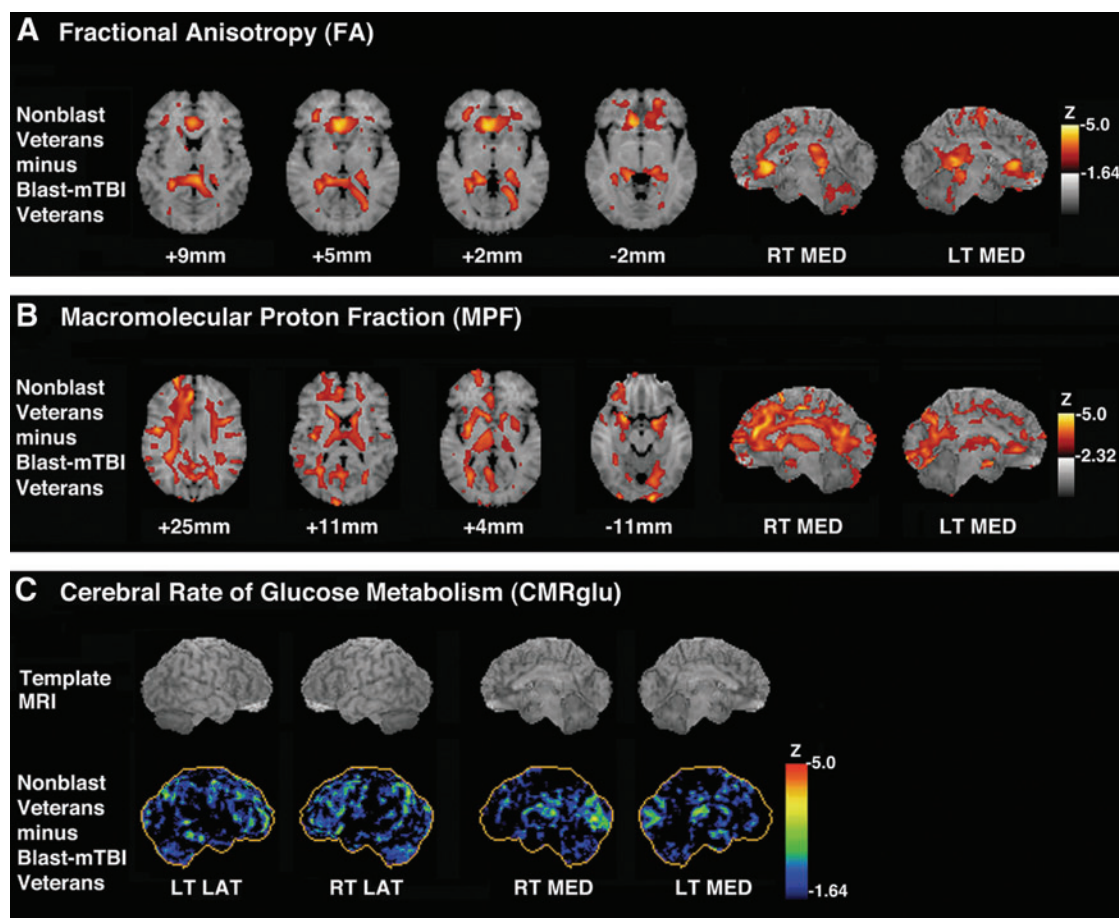 A Fractional Anisotropy (FA)
Nonblast
Veterans
minus
Blast-mTBI
Veterans
+9mm +5mm +2mm -2mm RT MED LT MED
Z
-5.0
-1.64
B Macromolecular Proton Fraction (MPF)
Nonblast
Veterans
minus
Blast-mTBI
Veterans
+25mm +11mm +4mm -11mm RT MED LT MED
Z
-5.0
-2.32
C Cerebral Rate of Glucose Metabolism (CMRglu)
Template
MRI
Nonblast
Veterans
minus
Blast-mTBI
Veterans
LT LAT RT LAT RT MED LT MED
Z
-5.0
-1.64